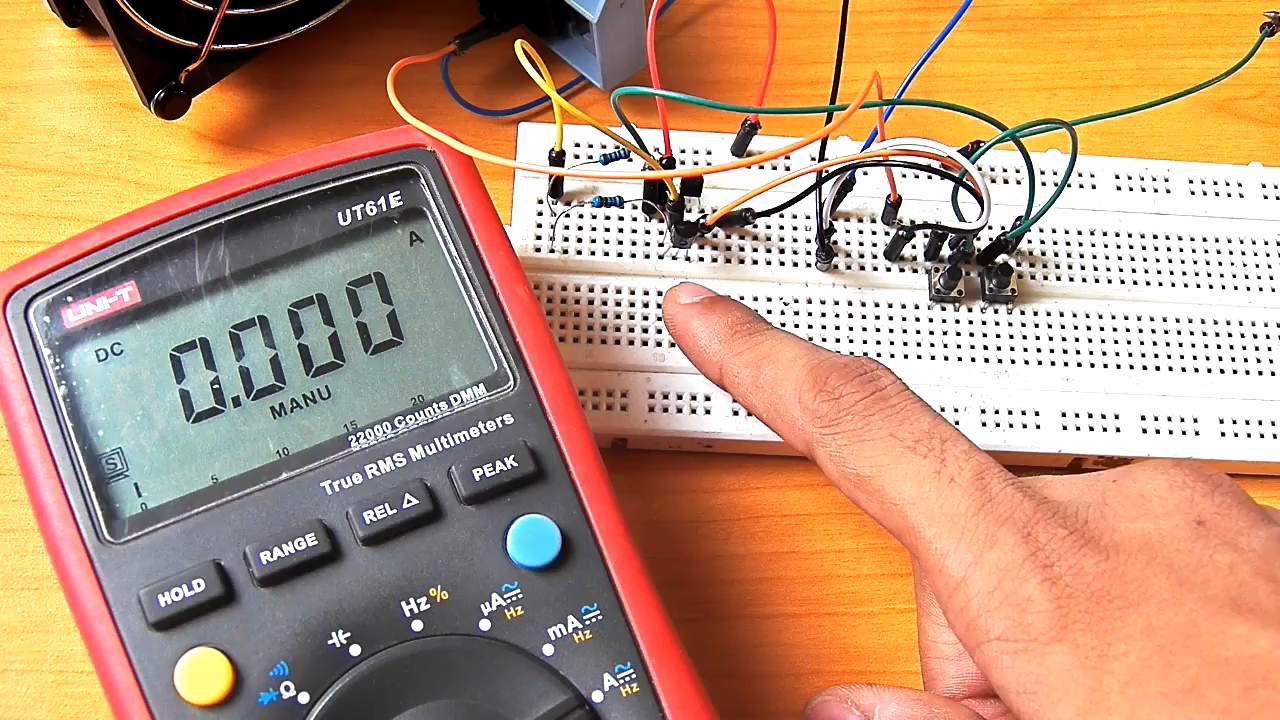 UT61E
UNI-T
A
DC
0.000
MANU
0 5 10 15 20
22000 Counts DMM
True RMS Multimeters
HOLD
RANGE
REL △
PEAK
Hz%
µA Hz
mA Hz
A Hz
Ω
10